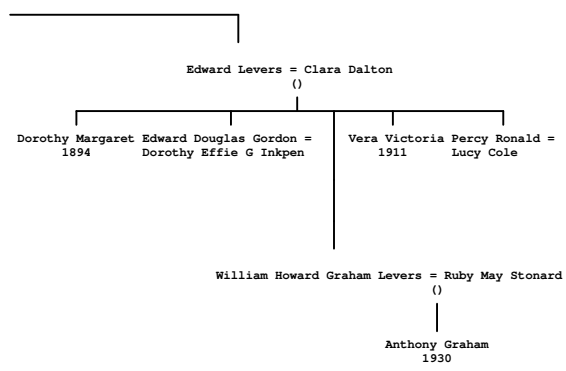 Edward Levers = Clara Dalton
()
Dorothy Margaret Edward Douglas Gordon = Vera Victoria Percy Ronald =
1894 Dorothy Effie G Inkpen 1911 Lucy Cole
William Howard Graham Levers = Ruby May Stonard
()
Anthony Graham
1930